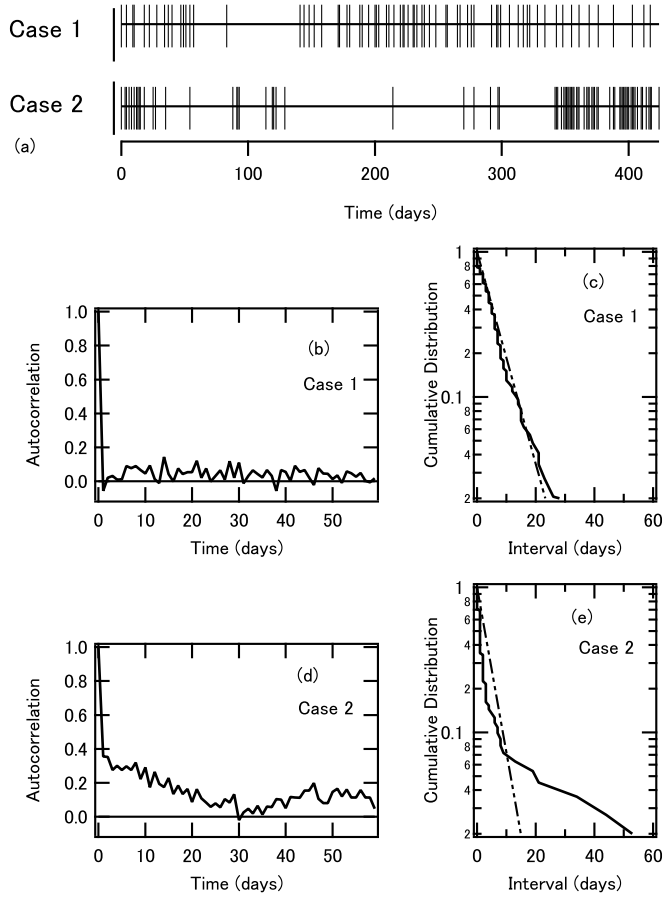 Case 1
Case 2
(a)
0 100 200 300 400
Time (days)
(b)
Case 1
Autocorrelation
1.0
0.8
0.6
0.4
0.2
0.0
0 10 20 30 40 50
Time (days)
(c)
Case 1
Cumulative Distribution
1
8
6
4
2
0.1
8
6
4
2
0 20 40 60
Interval (days)
(d)
Case 2
Autocorrelation
1.0
0.8
0.6
0.4
0.2
0.0
0 10 20 30 40 50
Time (days)
(e)
Case 2
Cumulative Distribution
1
8
6
4
2
0.1
8
6
4
2
0 20 40 60
Interval (days)